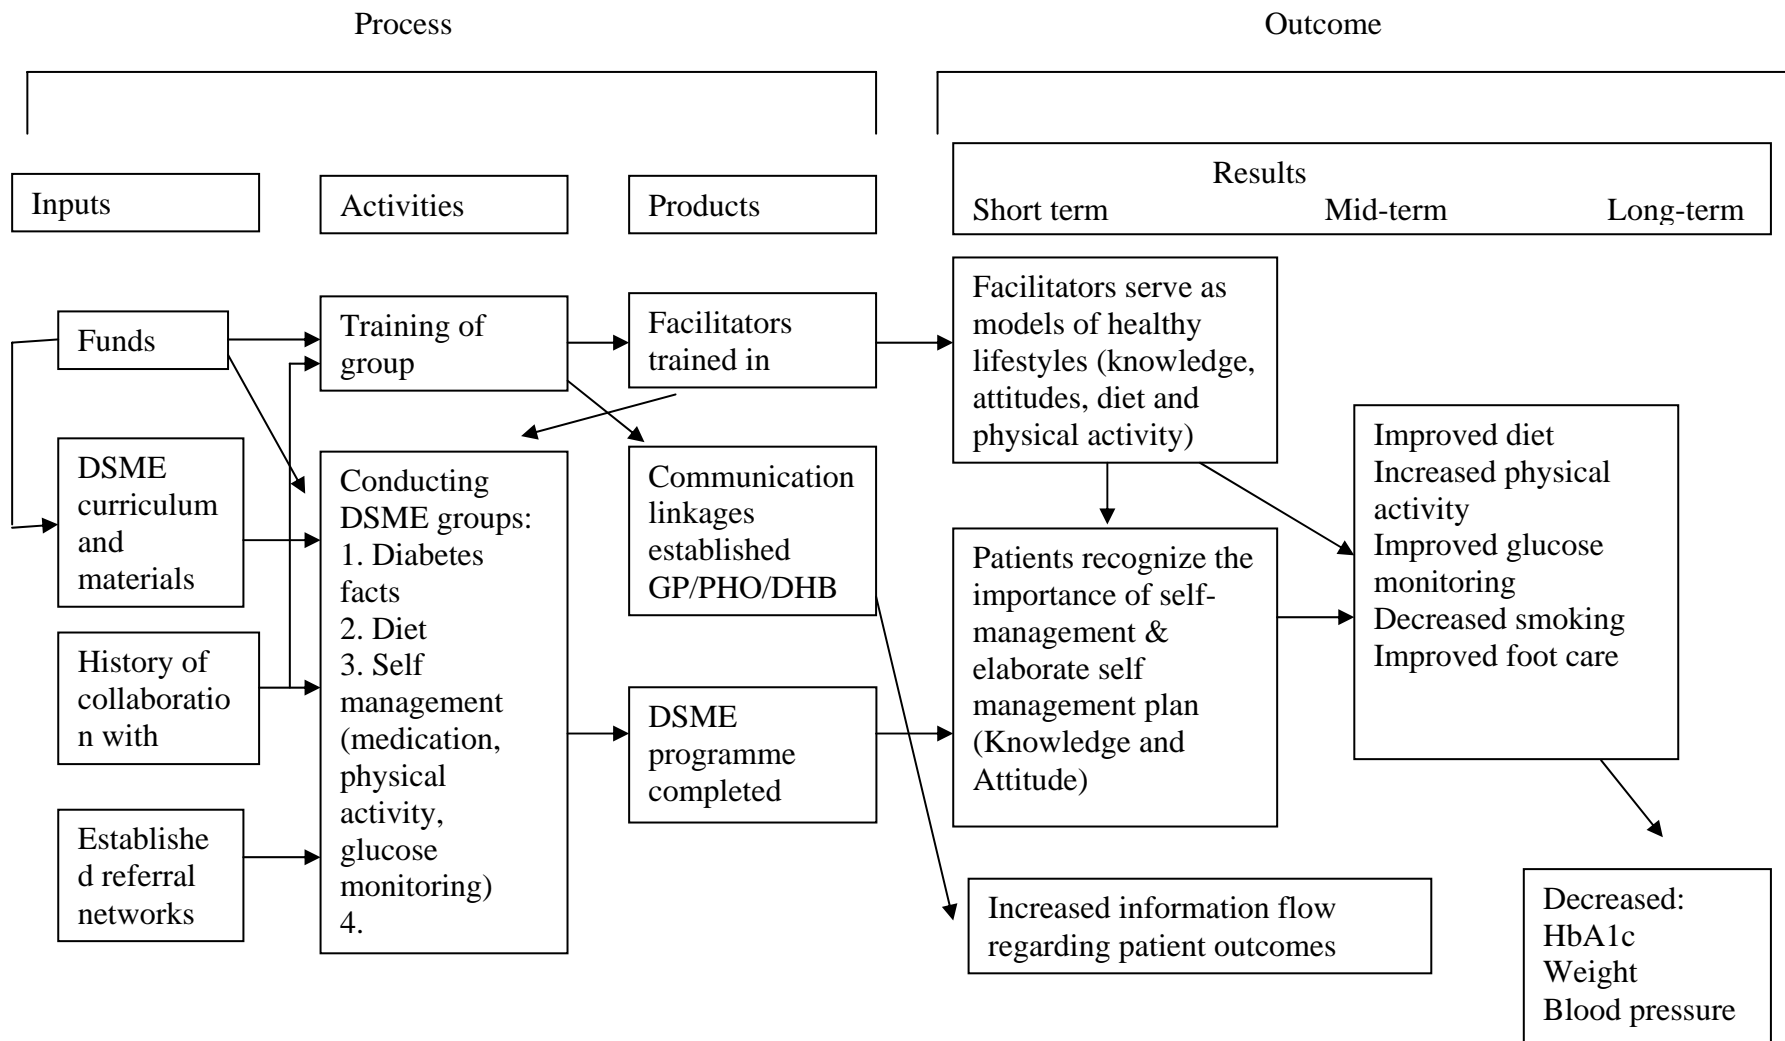 Process
Outcome
Inputs
Activities
Products
Results
Short term Mid-term Long-term
Funds
Training of
group
Facilitators
trained in
Facilitators serve as
models of healthy
lifestyles (knowledge,
attitudes, diet and
physical activity)
DSME
curriculum
and
materials
Conducting
DSME groups:
1. Diabetes
facts
2. Diet
3. Self
management
(medication,
physical
activity,
glucose
monitoring)
4.
Communication
linkages
established
GP/PHO/DHB
Patients recognize the
importance of self-
management &
elaborate self
management plan
(Knowledge and
Attitude)
Improved diet
Increased physical
activity
Improved glucose
monitoring
Decreased smoking
Improved foot care
History of
collaboratio
n with
DSME
programme
completed
Establishe
d referral
networks
Increased information flow
regarding patient outcomes
Decreased:
HbA1c
Weight
Blood pressure